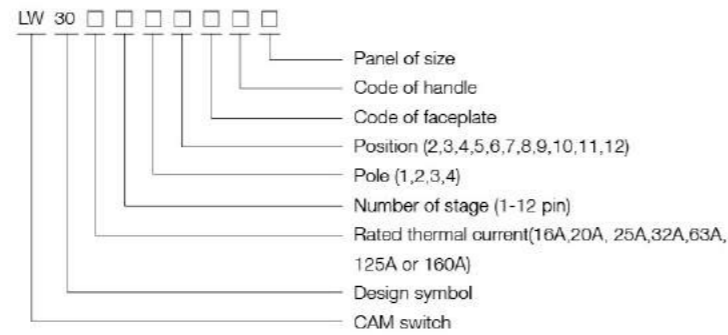 LW 30 □ □ □ □ □ □ □
Panel of size
Code of handle
Code of faceplate
Position (2,3,4,5,6,7,8,9,10,11,12)
Pole (1,2,3,4)
Number of stage (1-12 pin)
Rated thermal current(16A,20A, 25A,32A,63A,
125A or 160A)
Design symbol
CAM switch